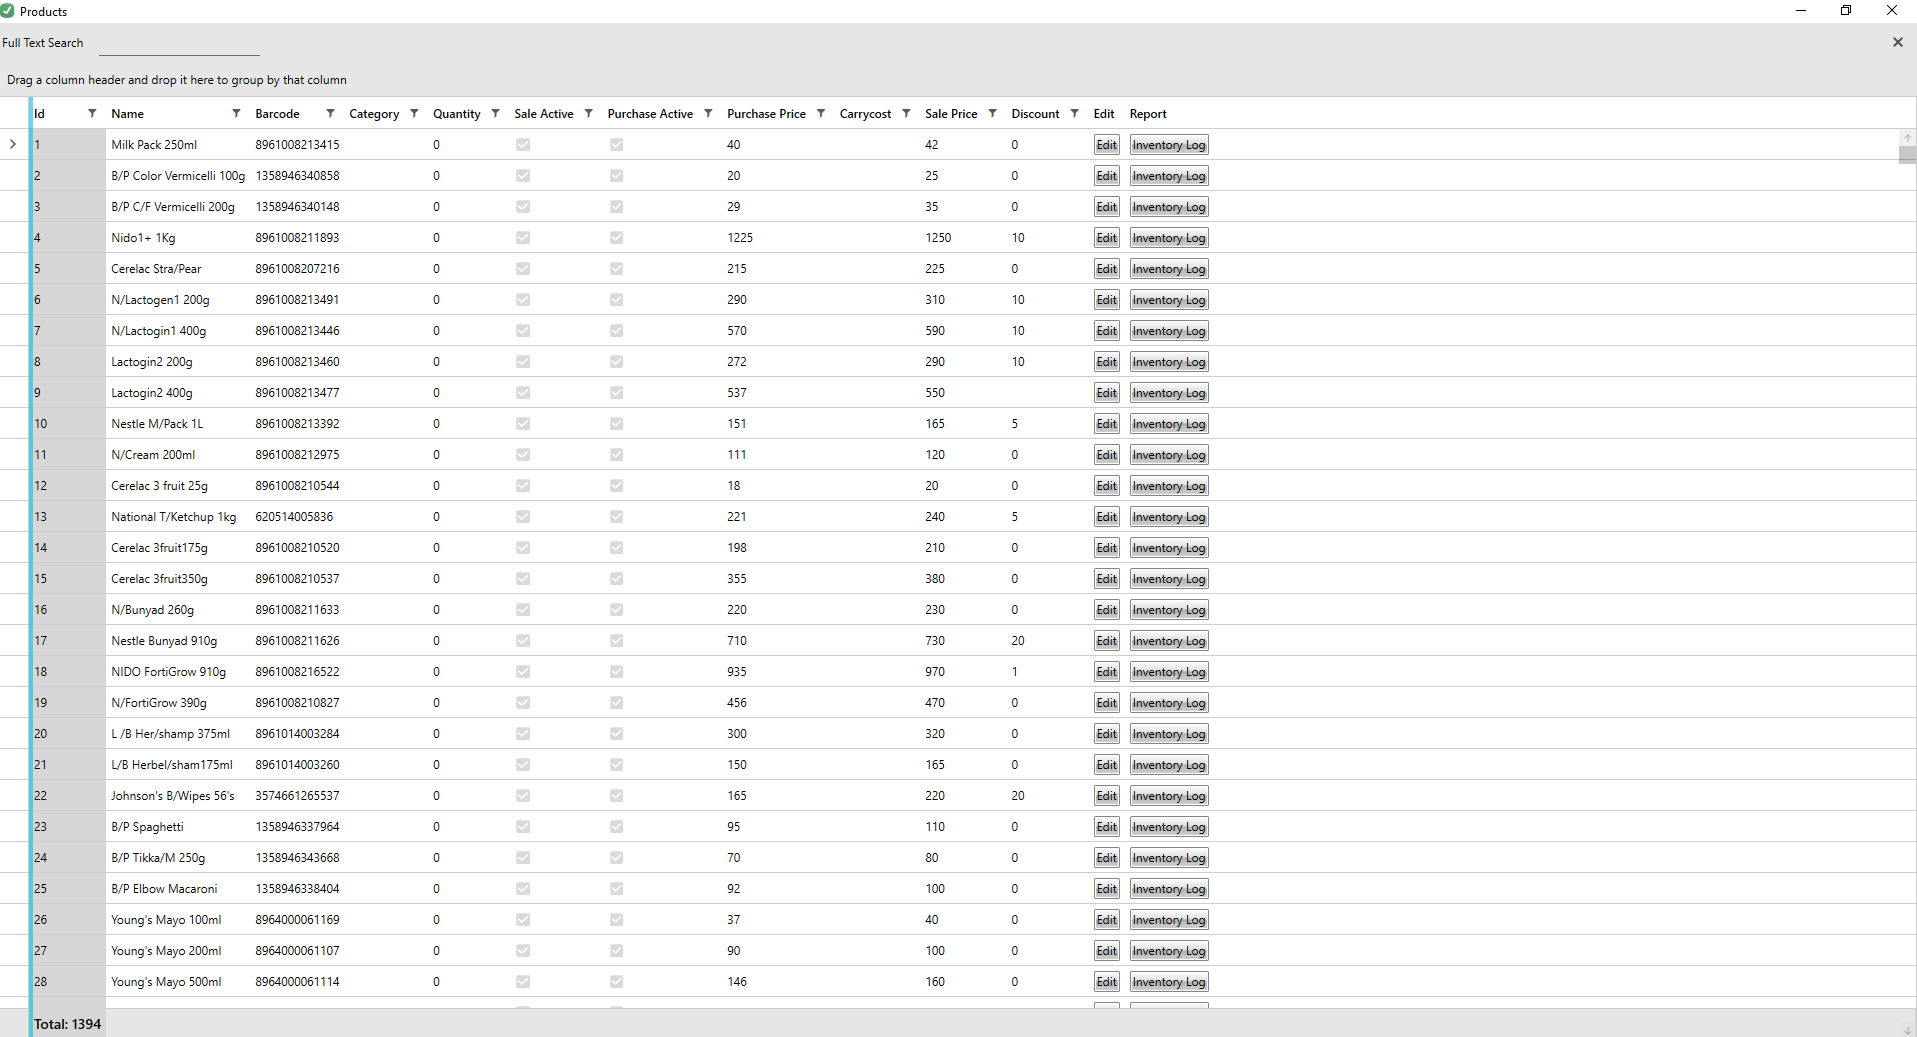 Products
Full Text Search
Drag a column header and drop it here to group by that column
Id Name Barcode Category Quantity Sale Active Purchase Active Purchase Price Carrycost Sale Price Discount Edit Report
1 Milk Pack 250ml 8961008213415 0 40 42 0 Edit Inventory Log
2 B/P Color Vermicelli 100g 1358946340858 0 20 25 0 Edit Inventory Log
3 B/P C/F Vermicelli 200g 1358946340148 0 29 35 0 Edit Inventory Log
4 Nido1+ 1Kg 8961008211893 0 1225 1250 10 Edit Inventory Log
5 Cerelac Stra/Pear 8961008207216 0 215 225 0 Edit Inventory Log
6 N/Lactogen1 200g 8961008213491 0 290 310 10 Edit Inventory Log
7 N/Lactogin1 400g 8961008213446 0 570 590 10 Edit Inventory Log
8 Lactogin2 200g 8961008213460 0 272 290 10 Edit Inventory Log
9 Lactogin2 400g 8961008213477 0 537 550 Edit Inventory Log
10 Nestle M/Pack 1L 8961008213392 0 151 165 5 Edit Inventory Log
11 N/Cream 200ml 8961008212975 0 111 120 0 Edit Inventory Log
12 Cerelac 3 fruit 25g 8961008210544 0 18 20 0 Edit Inventory Log
13 National T/Ketchup 1kg 620514005836 0 221 240 5 Edit Inventory Log
14 Cerelac 3fruit175g 8961008210520 0 198 210 0 Edit Inventory Log
15 Cerelac 3fruit350g 8961008210537 0 355 380 0 Edit Inventory Log
16 N/Bunyad 260g 8961008211633 0 220 230 0 Edit Inventory Log
17 Nestle Bunyad 910g 8961008211626 0 710 730 20 Edit Inventory Log
18 NIDO FortiGrow 910g 8961008216522 0 935 970 1 Edit Inventory Log
19 N/FortiGrow 390g 8961008210827 0 456 470 0 Edit Inventory Log
20 L /B Her/shamp 375ml 8961014003284 0 300 320 0 Edit Inventory Log
21 L/B Herbel/sham175ml 8961014003260 0 150 165 0 Edit Inventory Log
22 Johnson's B/Wipes 56's 3574661265537 0 165 220 20 Edit Inventory Log
23 B/P Spaghetti 1358946337964 0 95 110 0 Edit Inventory Log
24 B/P Tikka/M 250g 1358946343668 0 70 80 0 Edit Inventory Log
25 B/P Elbow Macaroni 1358946338404 0 92 100 0 Edit Inventory Log
26 Young's Mayo 100ml 8964000061169 0 37 40 0 Edit Inventory Log
27 Young's Mayo 200ml 8964000061107 0 90 100 0 Edit Inventory Log
28 Young's Mayo 500ml 8964000061114 0 146 160 0 Edit Inventory Log
Total: 1394